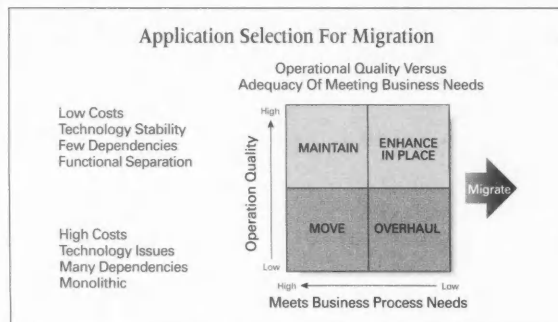 Application Selection For Migration
Operational Quality Versus
Adequacy Of Meeting Business Needs
Low Costs
Technology Stability
Few Dependencies
Functional Separation
High Costs
Technology Issues
Many Dependencies
Monolithic
Operation Quality
High
Low
MAINTAIN
ENHANCE
IN PLACE
MOVE
OVERHAUL
Migrate
High
Low
Meets Business Process Needs